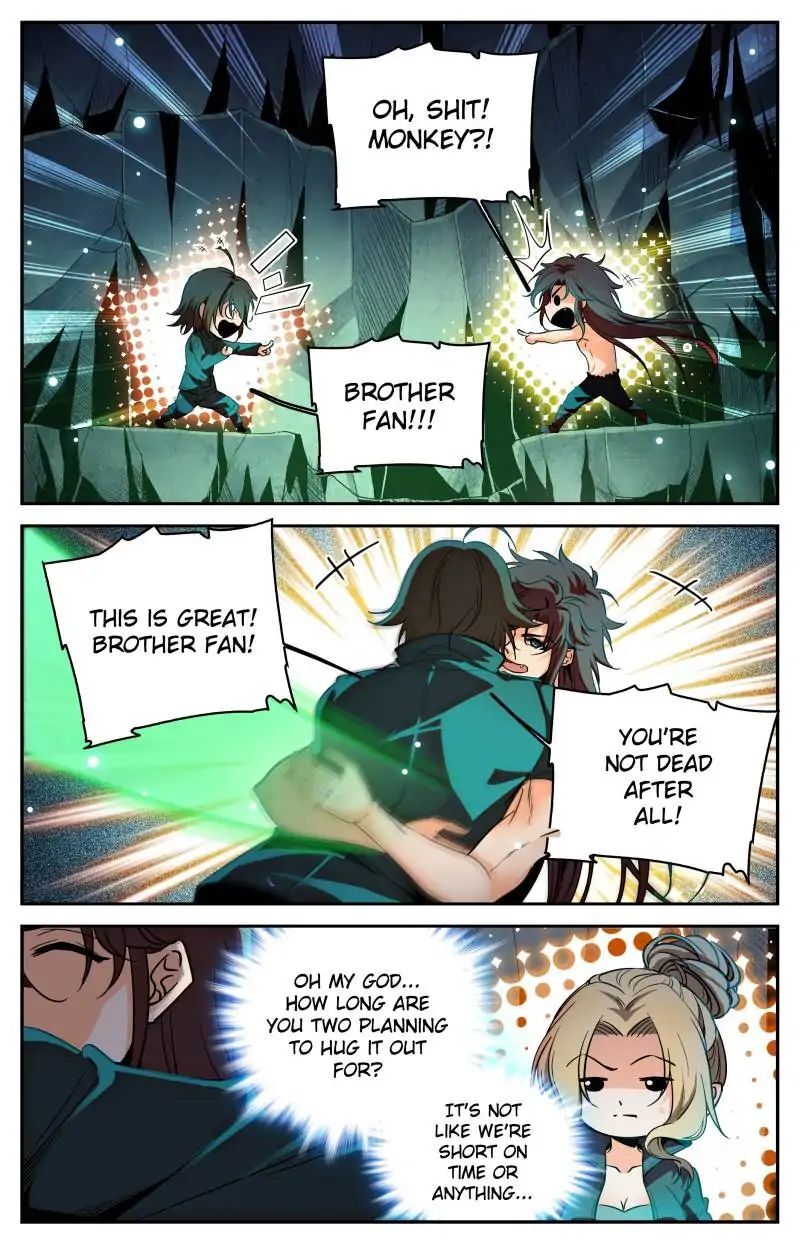 OH, SHIT!
MONKEY?!
BROTHER
FAN!!!
THIS IS GREAT!
BROTHER FAN!
YOU'RE
NOT DEAD
AFTER
ALL!
OH MY GOD...
HOW LONG ARE
YOU TWO PLANNING
TO HUG IT OUT
FOR?
IT'S NOT
LIKE WE'RE
SHORT ON
TIME OR
ANYTHING...